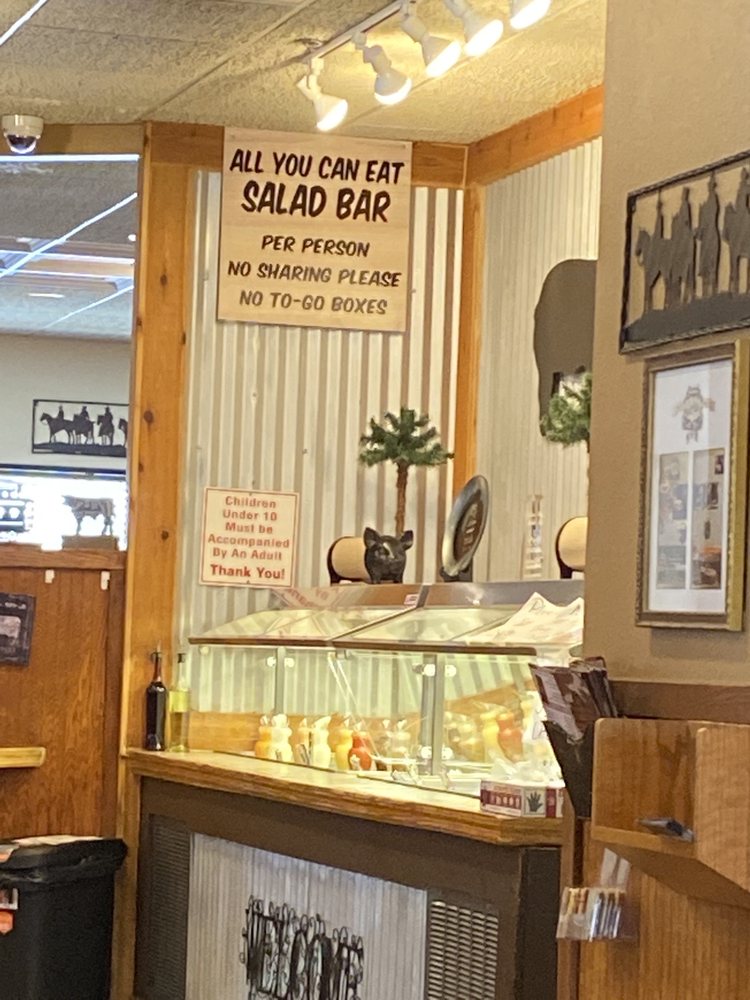 ALL YOU CAN EAT
SALAD BAR
PER PERSON
NO SHARING PLEASE
NO TO-GO BOXES
Children
Under 10
Must be
Accompanied
By An Adult
Thank You!